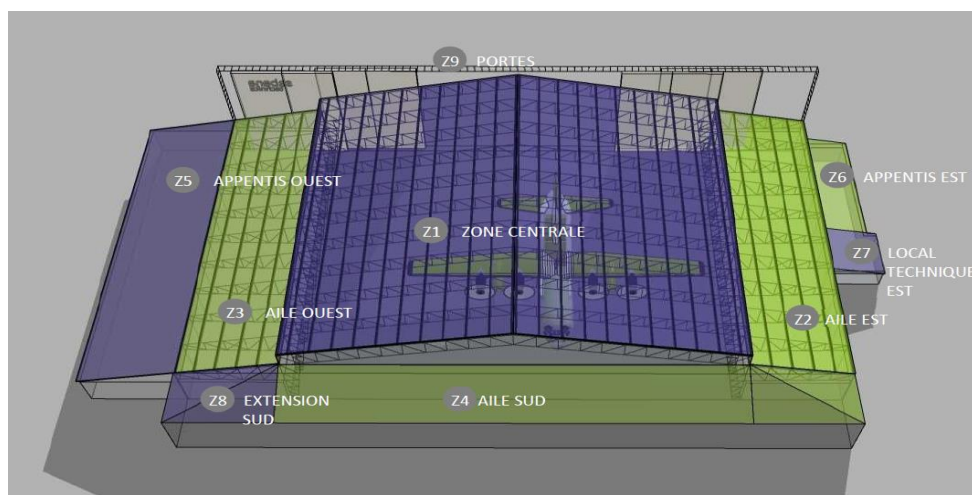 Z9 PORTES
Z5 APPENTIS OUEST
Z6 APPENTIS EST
Z1 ZONE CENTRALE
Z7 LOCAL
TECHNIQUE
EST
Z3 AILE OUEST
Z2 AILE EST
Z8 EXTENSION
SUD
Z4 AILE SUD